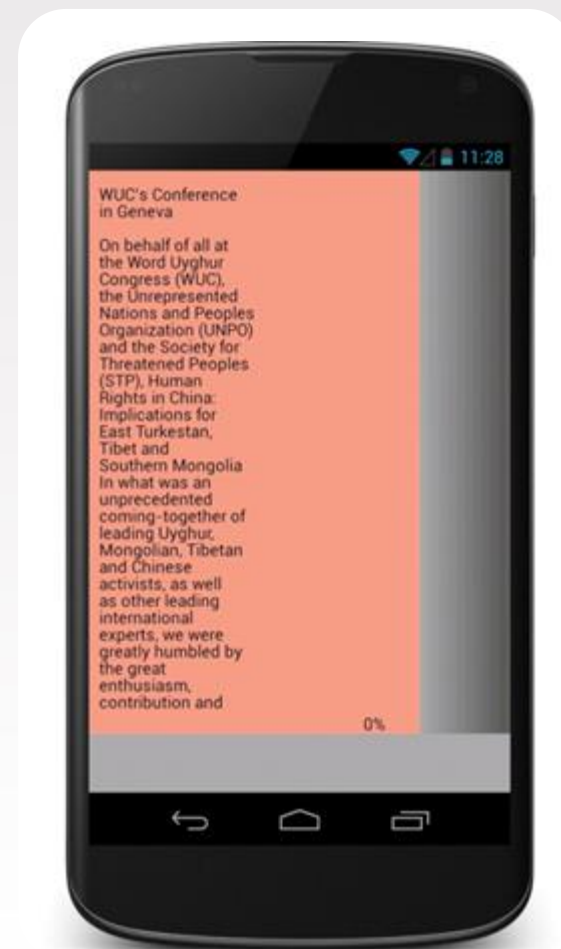 11:28
WUC's Conference
in Geneva
On behalf of all at
the Word Uyghur
Congress (WUC),
the Unrepresented
Nations and Peoples
Organization (UNPO)
and the Society for
Threatened Peoples
(STP), Human
Rights in China:
Implications for
East Turkestan,
Tibet and
Southern Mongolia
In what was an
unprecedented
coming-together of
leading Uyghur,
Mongolian, Tibetan
and Chinese
activists, as well
as other leading
international
experts, we were
greatly humbled by
the great
enthusiasm,
contribution and
0%